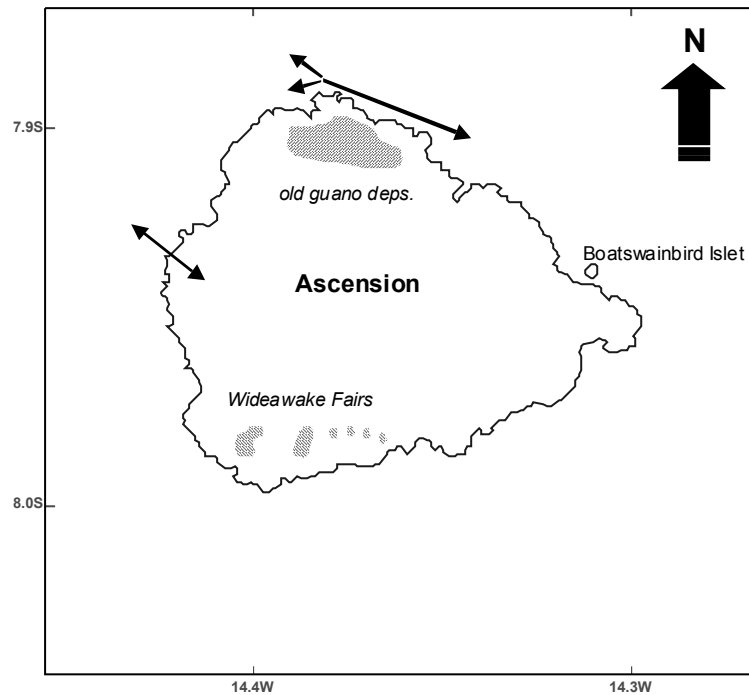 N
7.9S
old guano deps.
Boatswainbird Islet
Ascension
Wideawake Fairs
8.0S
14.4W
14.3W